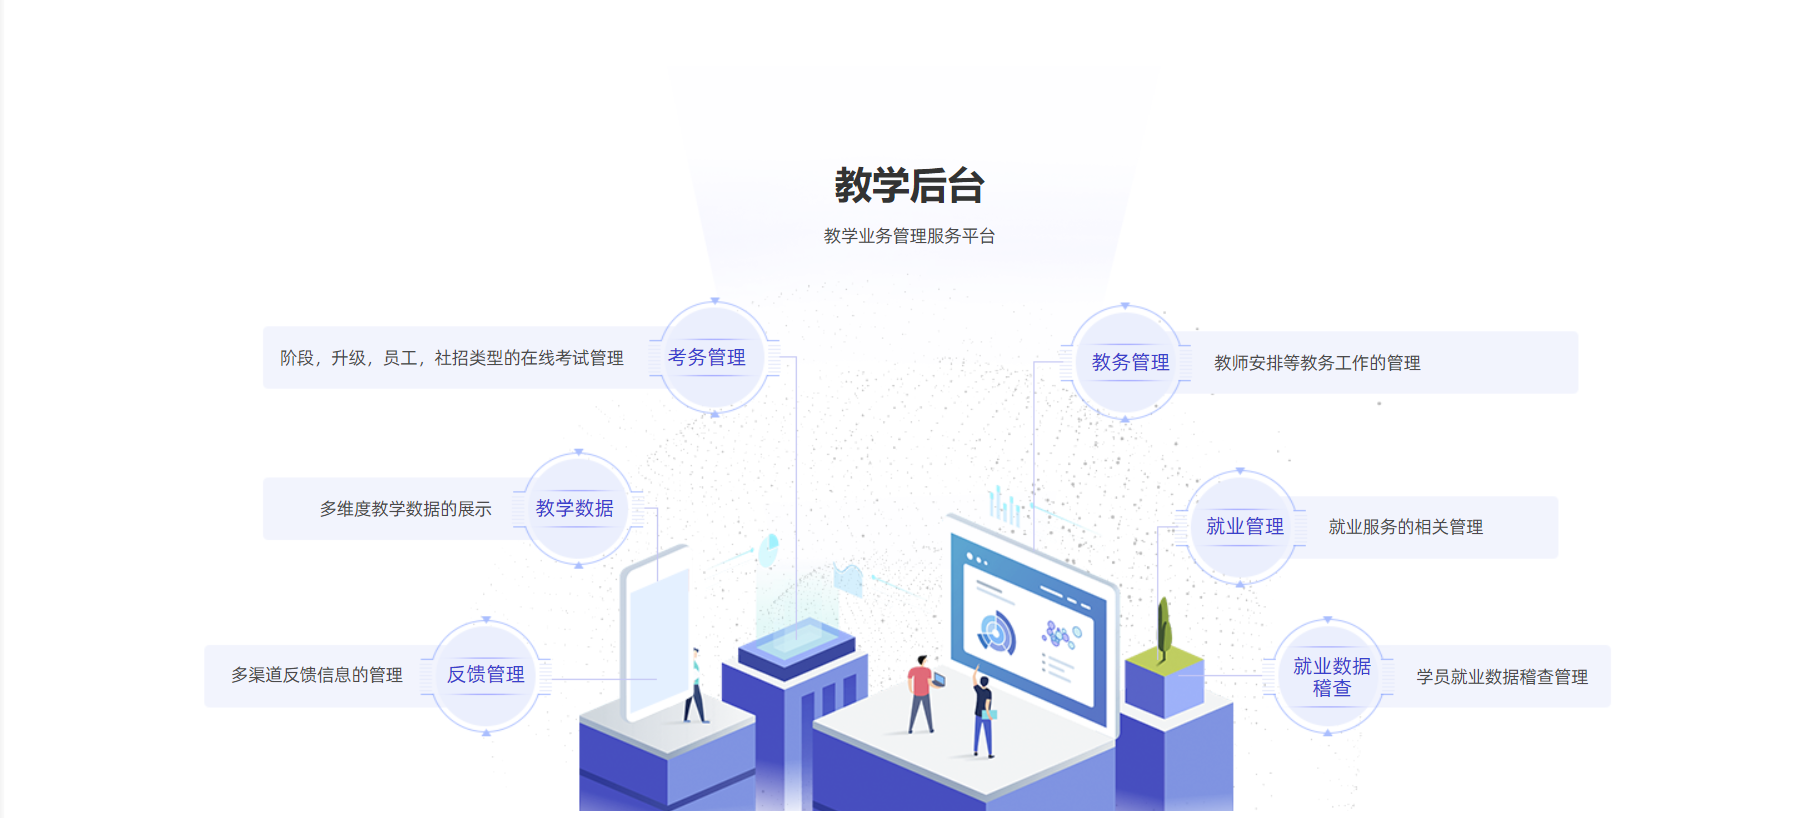 教学后台
教学业务管理服务平台
阶段，升级，员工，社招类型的在线考试管理
考务管理
教务管理
教师安排等教务工作的管理
多维度教学数据的展示
教学数据
就业管理
就业服务的相关管理
多渠道反馈信息的管理
反馈管理
就业数据
稽查
学员就业数据稽查管理